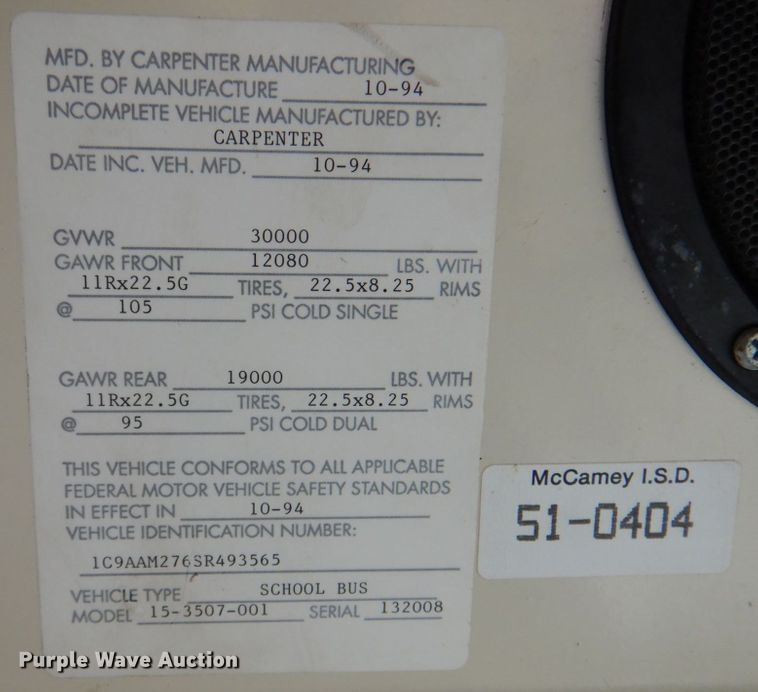 MFD. BY CARPENTER MANUFACTURING
DATE OF MANUFACTURE 10-94
INCOMPLETE VEHICLE MANUFACTURED BY:
CARPENTER
DATE INC. VEH. MFD. 10-94
GVWR 30000
GAWR FRONT 12080 LBS. WITH
11Rx22.5G TIRES, 22.5x8.25 RIMS
@ 105 PSI COLD SINGLE
GAWR REAR 19000 LBS. WITH
11Rx22.5G TIRES, 22.5x8.25 RIMS
@ 95 PSI COLD DUAL
THIS VEHICLE CONFORMS TO ALL APPLICABLE
FEDERAL MOTOR VEHICLE SAFETY STANDARDS
IN EFFECT IN 10-94
VEHICLE IDENTIFICATION NUMBER:
1C9AAM276SR493565
VEHICLE TYPE SCHOOL BUS
MODEL 15-3507-001 SERIAL 132008
McCamey I.S.D.
51-0404
Purple Wave Auction